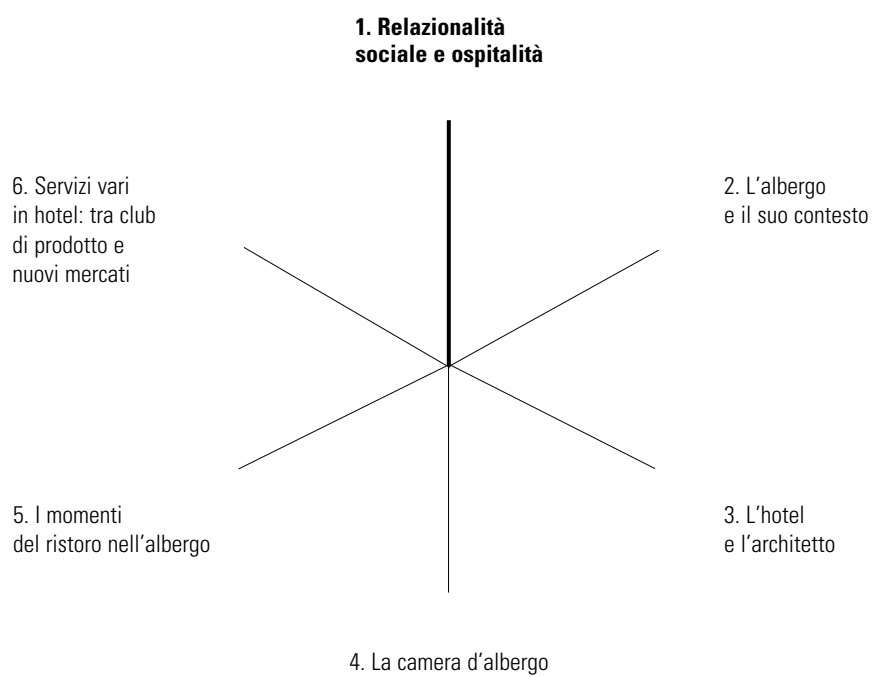 1. Relazionalità
sociale e ospitalità
2. L'albergo
e il suo contesto
3. L'hotel
e l'architetto
4. La camera d'albergo
5. I momenti
del ristoro nell'albergo
6. Servizi vari
in hotel: tra club
di prodotto e
nuovi mercati